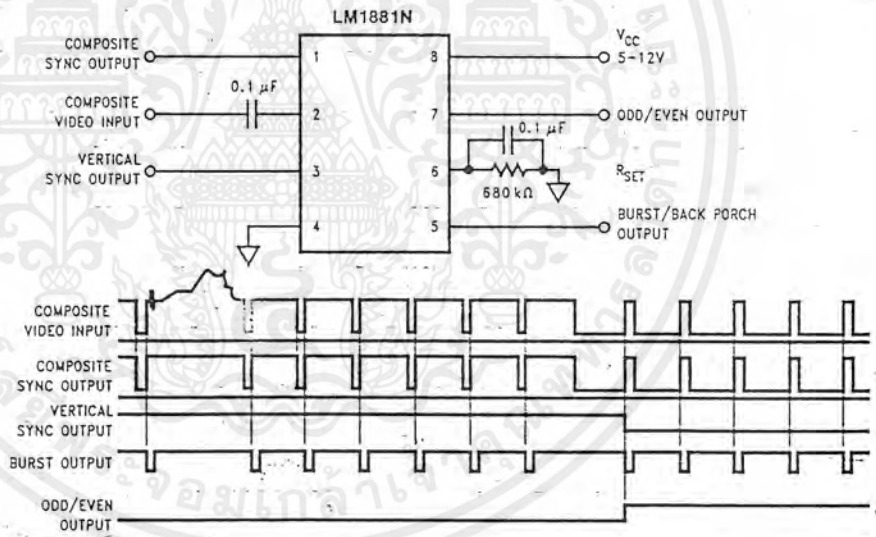 LM1881N
COMPOSITE
SYNC OUTPUT
1
8
VCC
5-12V
0.1 µF
COMPOSITE
VIDEO INPUT
2
7
ODD/EVEN OUTPUT
0.1 µF
VERTICAL
SYNC OUTPUT
3
6
680 kΩ
RSET
4
5
BURST/BACK PORCH
OUTPUT
COMPOSITE
VIDEO INPUT
COMPOSITE
SYNC OUTPUT
VERTICAL
SYNC OUTPUT
BURST OUTPUT
ODD/EVEN
OUTPUT